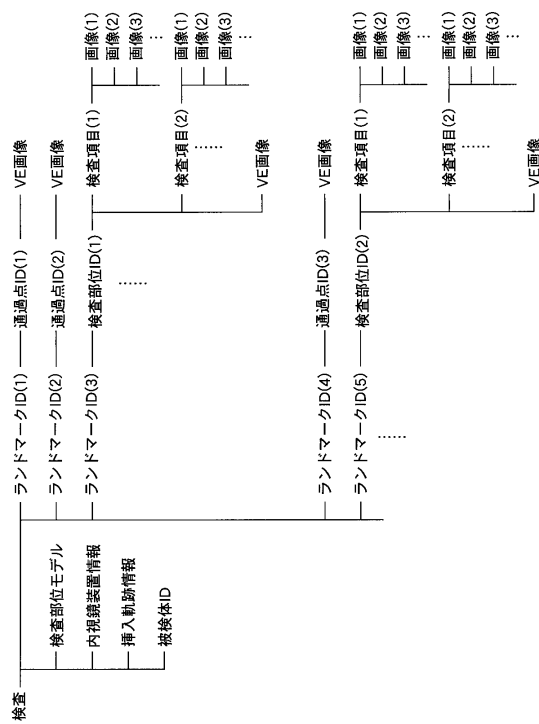 検査
検査部位モデル
内視鏡装置情報
挿入軌跡情報
被検体ID
ランドマークID(1) 通過点ID(1) VE画像
ランドマークID(2) 通過点ID(2) VE画像
ランドマークID(3) 検査部位ID(1) 検査項目(1) 画像(1)
画像(2)
画像(3)
……
検査項目(2) 画像(1)
画像(2)
画像(3)
……
……
VE画像
……
ランドマークID(4) 通過点ID(3) VE画像
ランドマークID(5) 検査部位ID(2) 検査項目(1) 画像(1)
画像(2)
画像(3)
……
検査項目(2) 画像(1)
画像(2)
画像(3)
……
……
VE画像
……